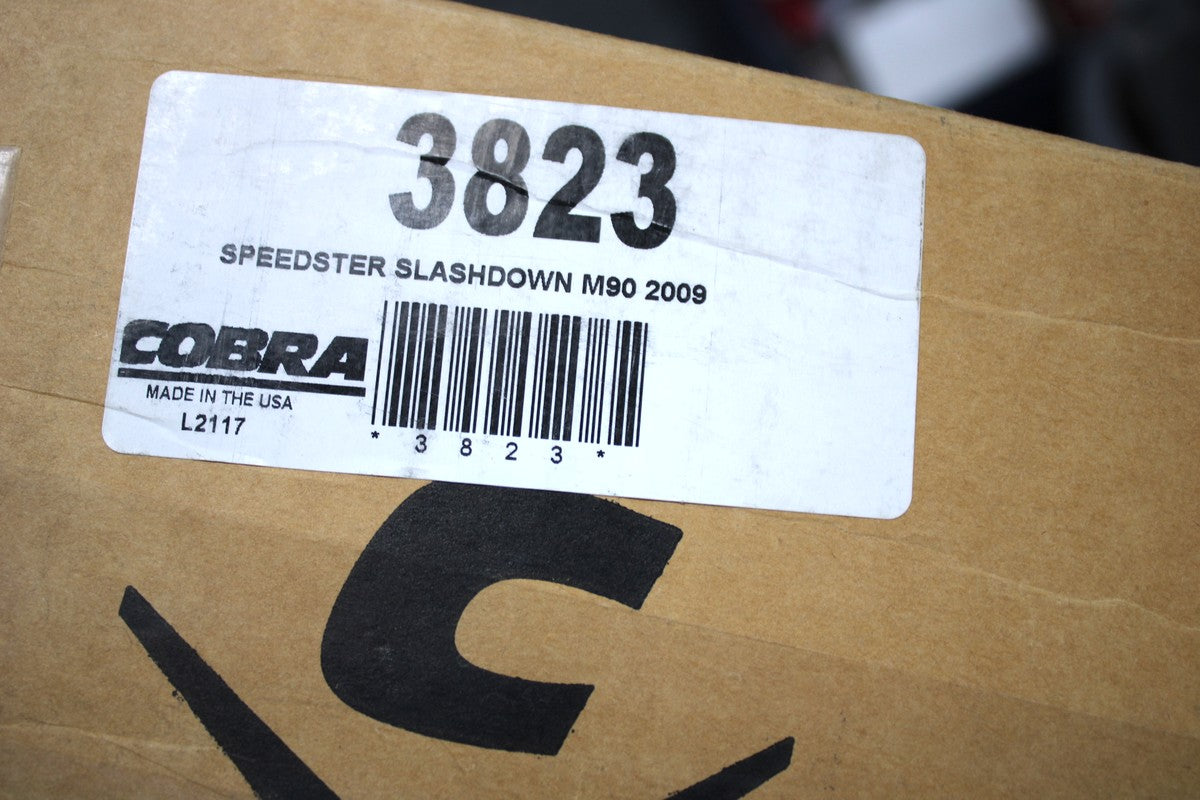 3823
SPEEDSTER SLASHDOWN M90 2009
COBRA
MADE IN THE USA
L2117
* 3 8 2 3 *
C